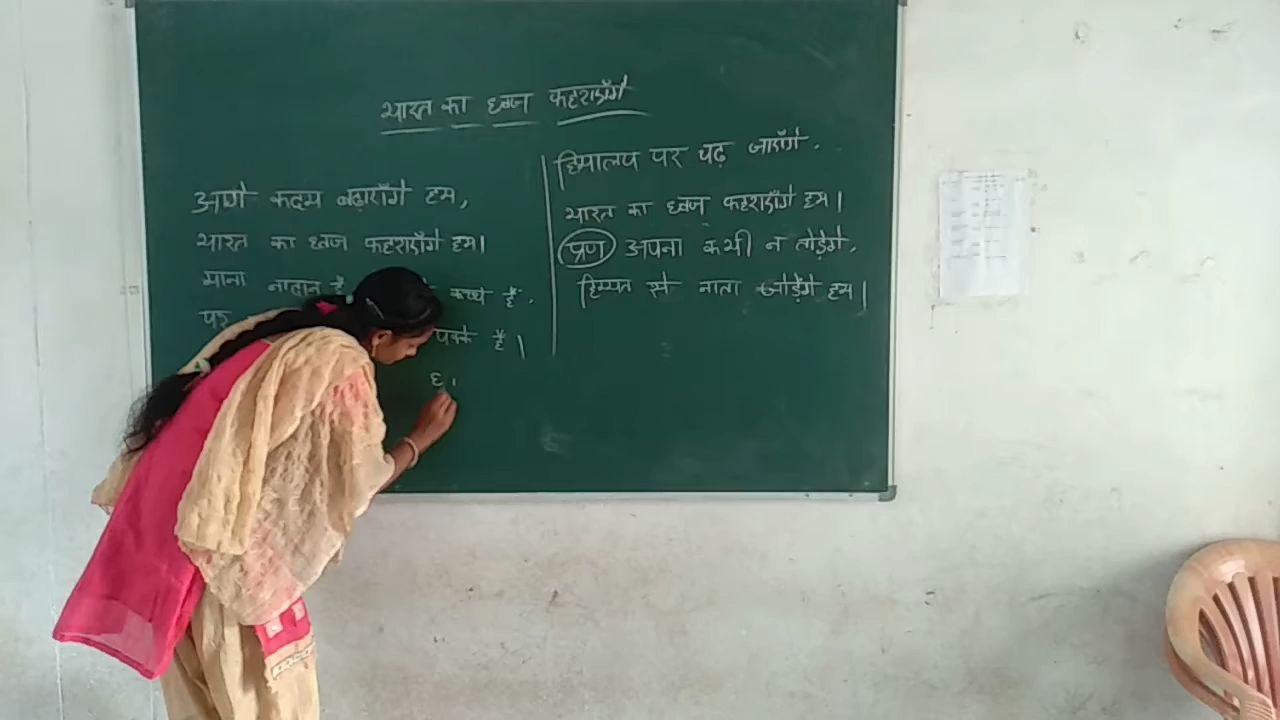 भारत का ध्वज फहराएँगे
आगे कदम बढ़ाएँगे हम,
भारत का ध्वज फहराएँगे हम।
माना नादान हैं कच्चे हैं,
पर पक्के हैं।
ध
हिमालय पर चढ़ जाएँगे,
भारत का ध्वज फहराएँगे हम।
प्रण अपना कभी न तोड़ेगे,
हिम्मत से नाता जोड़ेंगे हम।